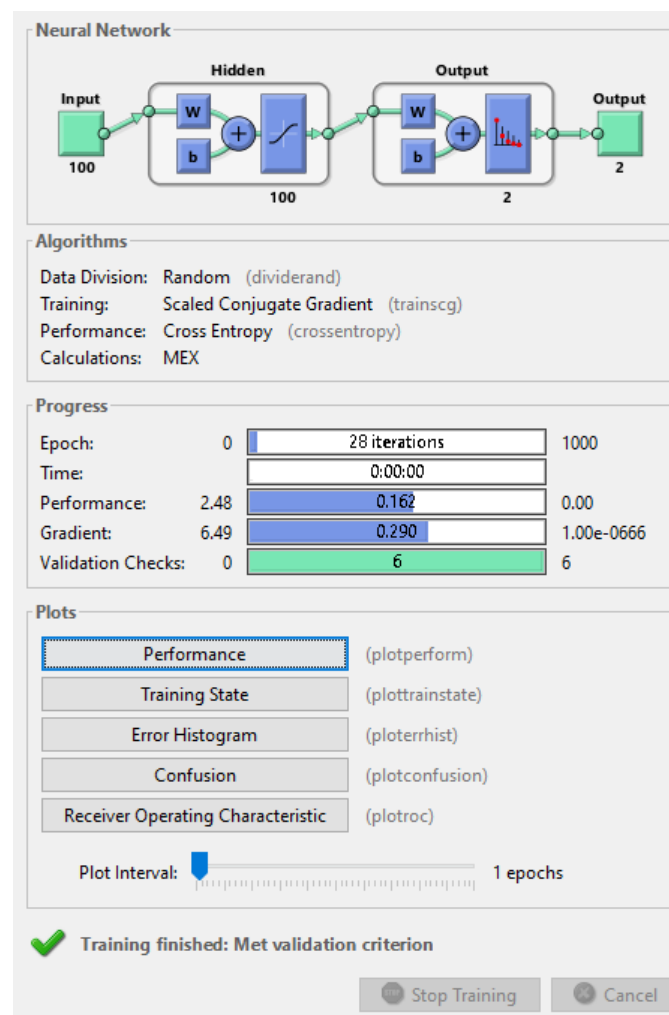 Neural Network
Hidden
Output
Input
W
b
+
W
b
+
Output
100
100
2
2
Algorithms
Data Division: Random (dividerand)
Training: Scaled Conjugate Gradient (trainscg)
Performance: Cross Entropy (crossentropy)
Calculations: MEX
Progress
Epoch: 0 28 iterations 1000
Time: 0:00:00
Performance: 2.48 0.162 0.00
Gradient: 6.49 0.290 1.00e-0666
Validation Checks: 0 6 6
Plots
Performance (plotperform)
Training State (plottrainstate)
Error Histogram (ploterrhist)
Confusion (plotconfusion)
Receiver Operating Characteristic (plotroc)
Plot Interval: 1 epochs
Training finished: Met validation criterion
STOP Stop Training Cancel